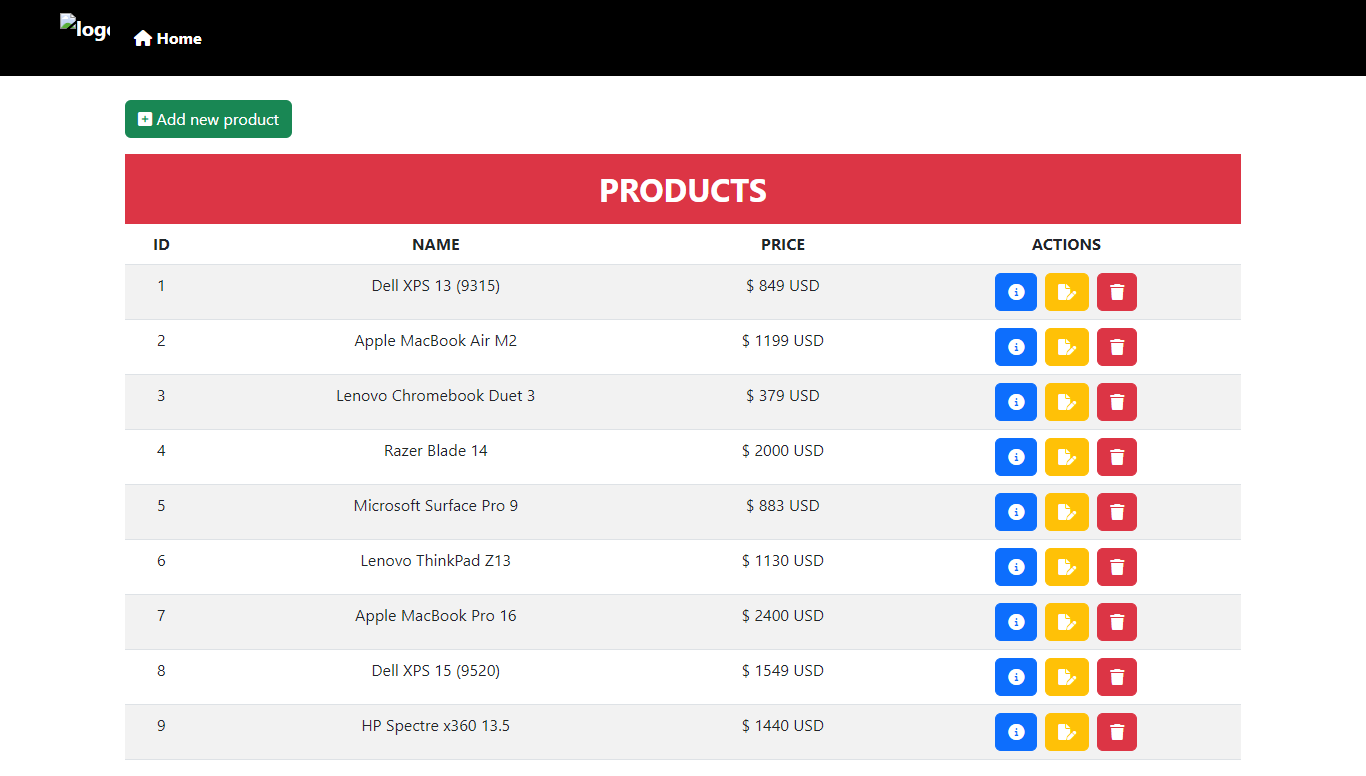 logo Home
Add new product
PRODUCTS
ID NAME PRICE ACTIONS
1 Dell XPS 13 (9315) $ 849 USD
2 Apple MacBook Air M2 $ 1199 USD
3 Lenovo Chromebook Duet 3 $ 379 USD
4 Razer Blade 14 $ 2000 USD
5 Microsoft Surface Pro 9 $ 883 USD
6 Lenovo ThinkPad Z13 $ 1130 USD
7 Apple MacBook Pro 16 $ 2400 USD
8 Dell XPS 15 (9520) $ 1549 USD
9 HP Spectre x360 13.5 $ 1440 USD